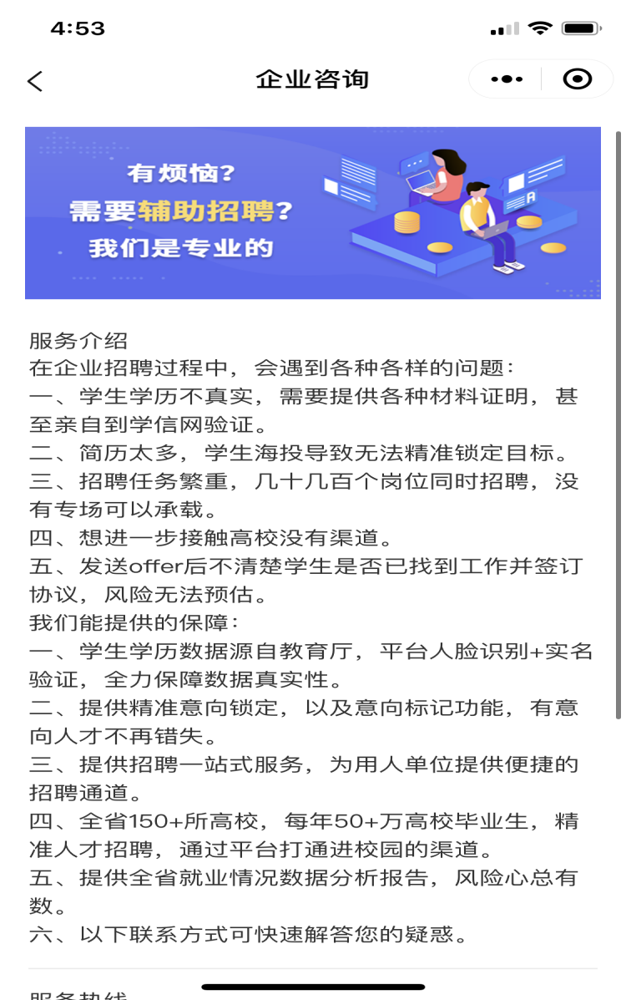 4:53
企业咨询
有烦恼?
需要辅助招聘?
我们是专业的
A
服务介绍
在企业招聘过程中，会遇到各种各样的问题：
一、学生学历不真实，需要提供各种材料证明，甚
至亲自到学信网验证。
二、简历太多，学生海投导致无法精准锁定目标。
三、招聘任务繁重，几十几百个岗位同时招聘，没
有专场可以承载。
四、想进一步接触高校没有渠道。
五、发送offer后不清楚学生是否已找到工作并签订
协议，风险无法预估。
我们能提供的保障：
一、学生学历数据源自教育厅，平台人脸识别+实名
验证，全力保障数据真实性。
二、提供精准意向锁定，以及意向标记功能，有意
向人才不再错失。
三、提供招聘一站式服务，为用人单位提供便捷的
招聘通道。
四、全省150+所高校，每年50+万高校毕业生，精
准人才招聘，通过平台打通进校园的渠道。
五、提供全省就业情况数据分析报告，风险心总有
数。
六、以下联系方式可快速解答您的疑惑。
服务热线